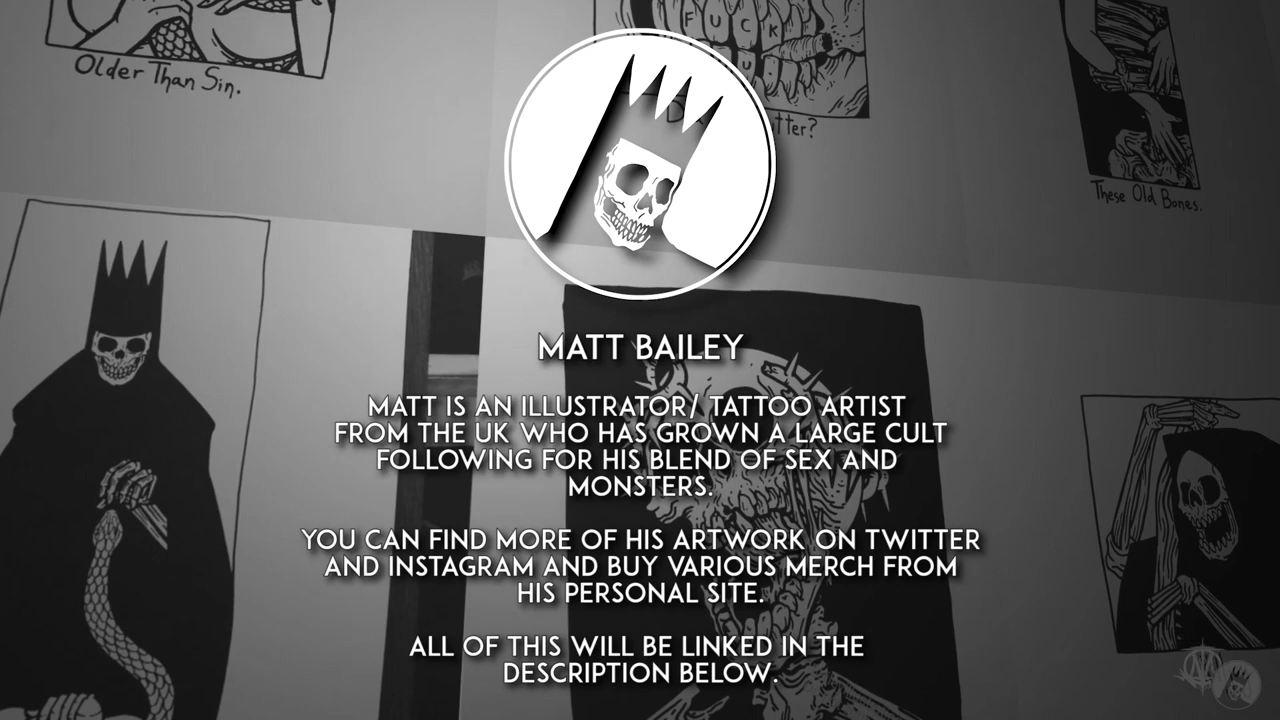 Older Than Sin.
FUCK
U
tter?
These Old Bones.
MATT BAILEY
MATT IS AN ILLUSTRATOR/ TATTOO ARTIST
FROM THE UK WHO HAS GROWN A LARGE CULT
FOLLOWING FOR HIS BLEND OF SEX AND
MONSTERS.
YOU CAN FIND MORE OF HIS ARTWORK ON TWITTER
AND INSTAGRAM AND BUY VARIOUS MERCH FROM
HIS PERSONAL SITE.
ALL OF THIS WILL BE LINKED IN THE
DESCRIPTION BELOW.